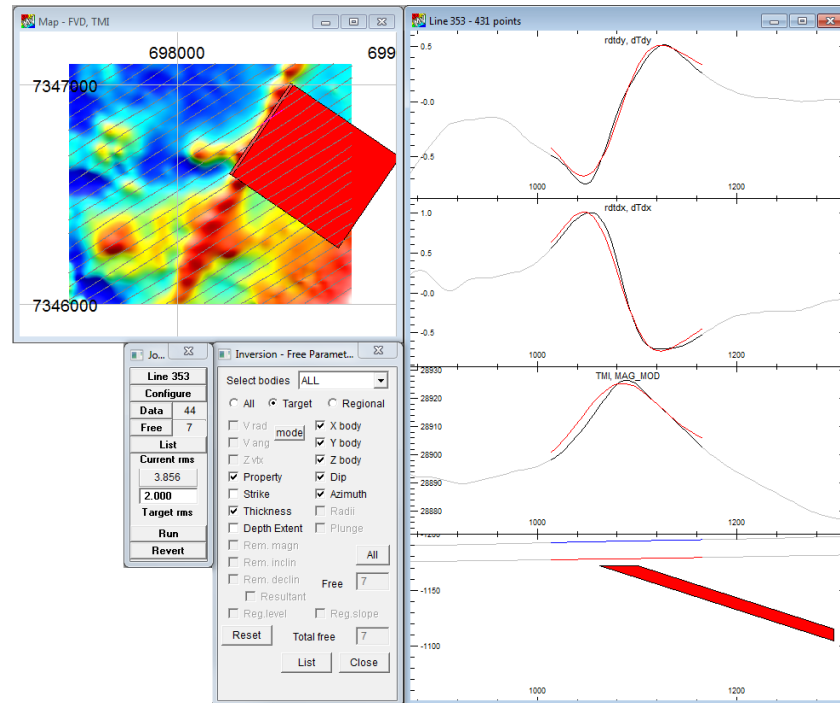 Map - FVD, TMI
698000
699
7347000
7346000
Jo...
Line 353
Configure
Data 44
Free 7
List
Current rms
3.856
2.000
Target rms
Run
Revert
Inversion - Free Paramet...
Select bodies ALL
All Target Regional
V rad mode X body
V ang Y body
Z vtx Z body
Property Dip
Strike Azimuth
Thickness Radii
Depth Extent Plunge
Rem. magn
All
Rem. inclin
Rem. declin Free 7
Resultant
Reg.level Reg.slope
Reset Total free 7
List Close
Line 353 - 431 points
rdtdy, dTdy
0.5
-0.0
-0.5
1000 1200
rdtdx, dTdx
1.0
0.5
-0.0
-0.5
1000 1200
TMI, MAG_MOD
28930
28920
28910
28900
28890
28880
1000 1200
-1200
-1150
-1100
1000 1200